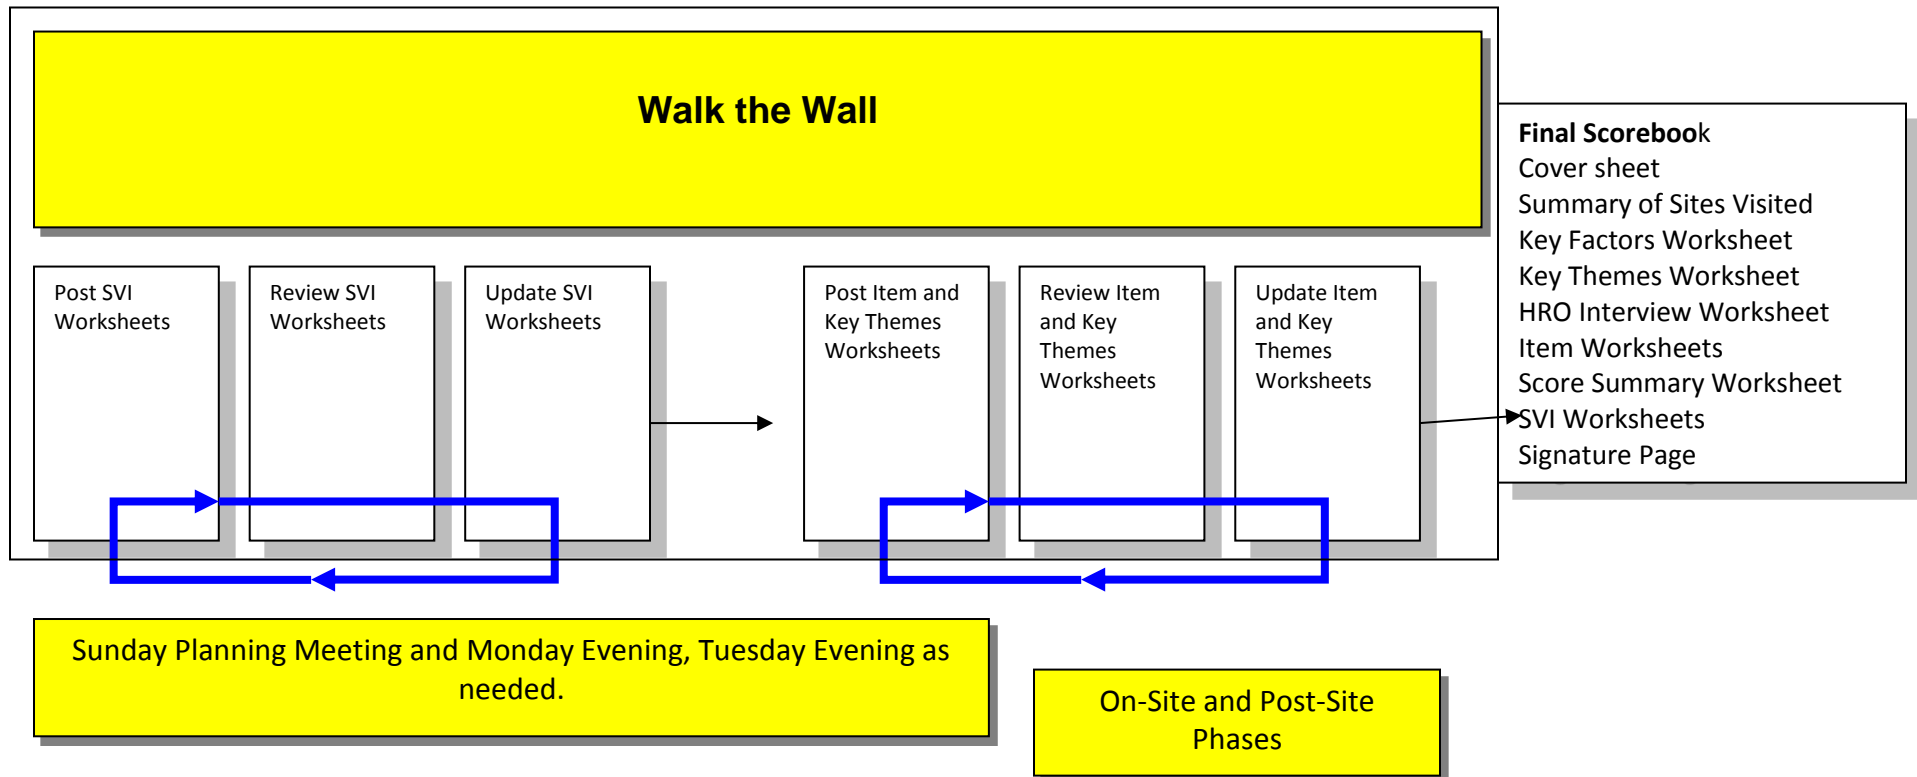 Walk the Wall
Post SVI
Worksheets
Review SVI
Worksheets
Update SVI
Worksheets
Post Item and
Key Themes
Worksheets
Review Item
and Key
Themes
Worksheets
Update Item
and Key
Themes
Worksheets
Final Scorebook
Cover sheet
Summary of Sites Visited
Key Factors Worksheet
Key Themes Worksheet
HRO Interview Worksheet
Item Worksheets
Score Summary Worksheet
SVI Worksheets
Signature Page
Sunday Planning Meeting and Monday Evening, Tuesday Evening as
needed.
On-Site and Post-Site
Phases